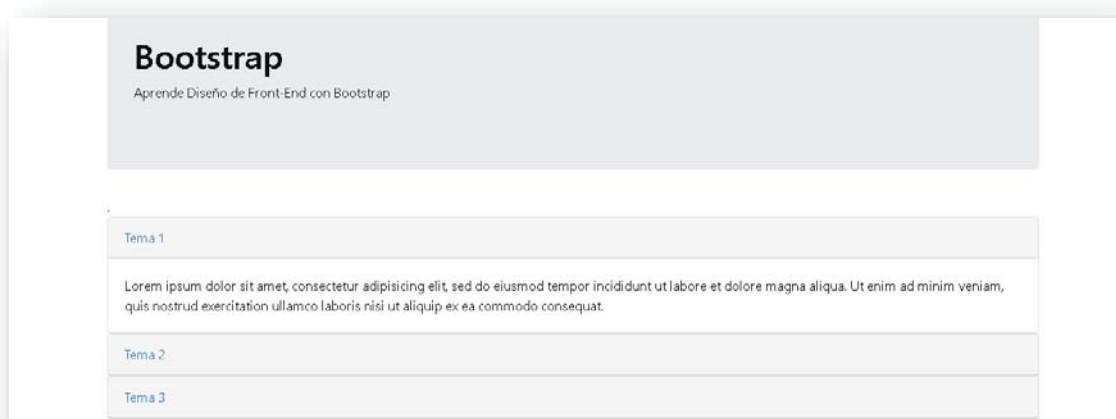 Bootstrap
Aprende Diseño de Front-End con Bootstrap
.
Tema 1
Lorem ipsum dolor sit amet, consectetur adipisicing elit, sed do eiusmod tempor incididunt ut labore et dolore magna aliqua. Ut enim ad minim veniam,
quis nostrud exercitation ullamco laboris nisi ut aliquip ex ea commodo consequat.
Tema 2
Tema 3